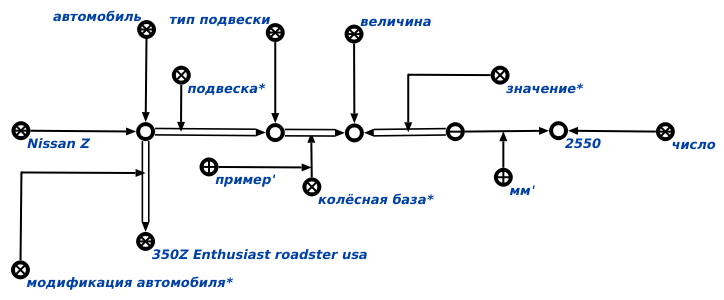 автомобиль
тип подвески
величина
подвеска*
значение*
Nissan Z
2550
число
пример'
мм'
колёсная база*
350Z Enthusiast roadster usa
модификация автомобиля*